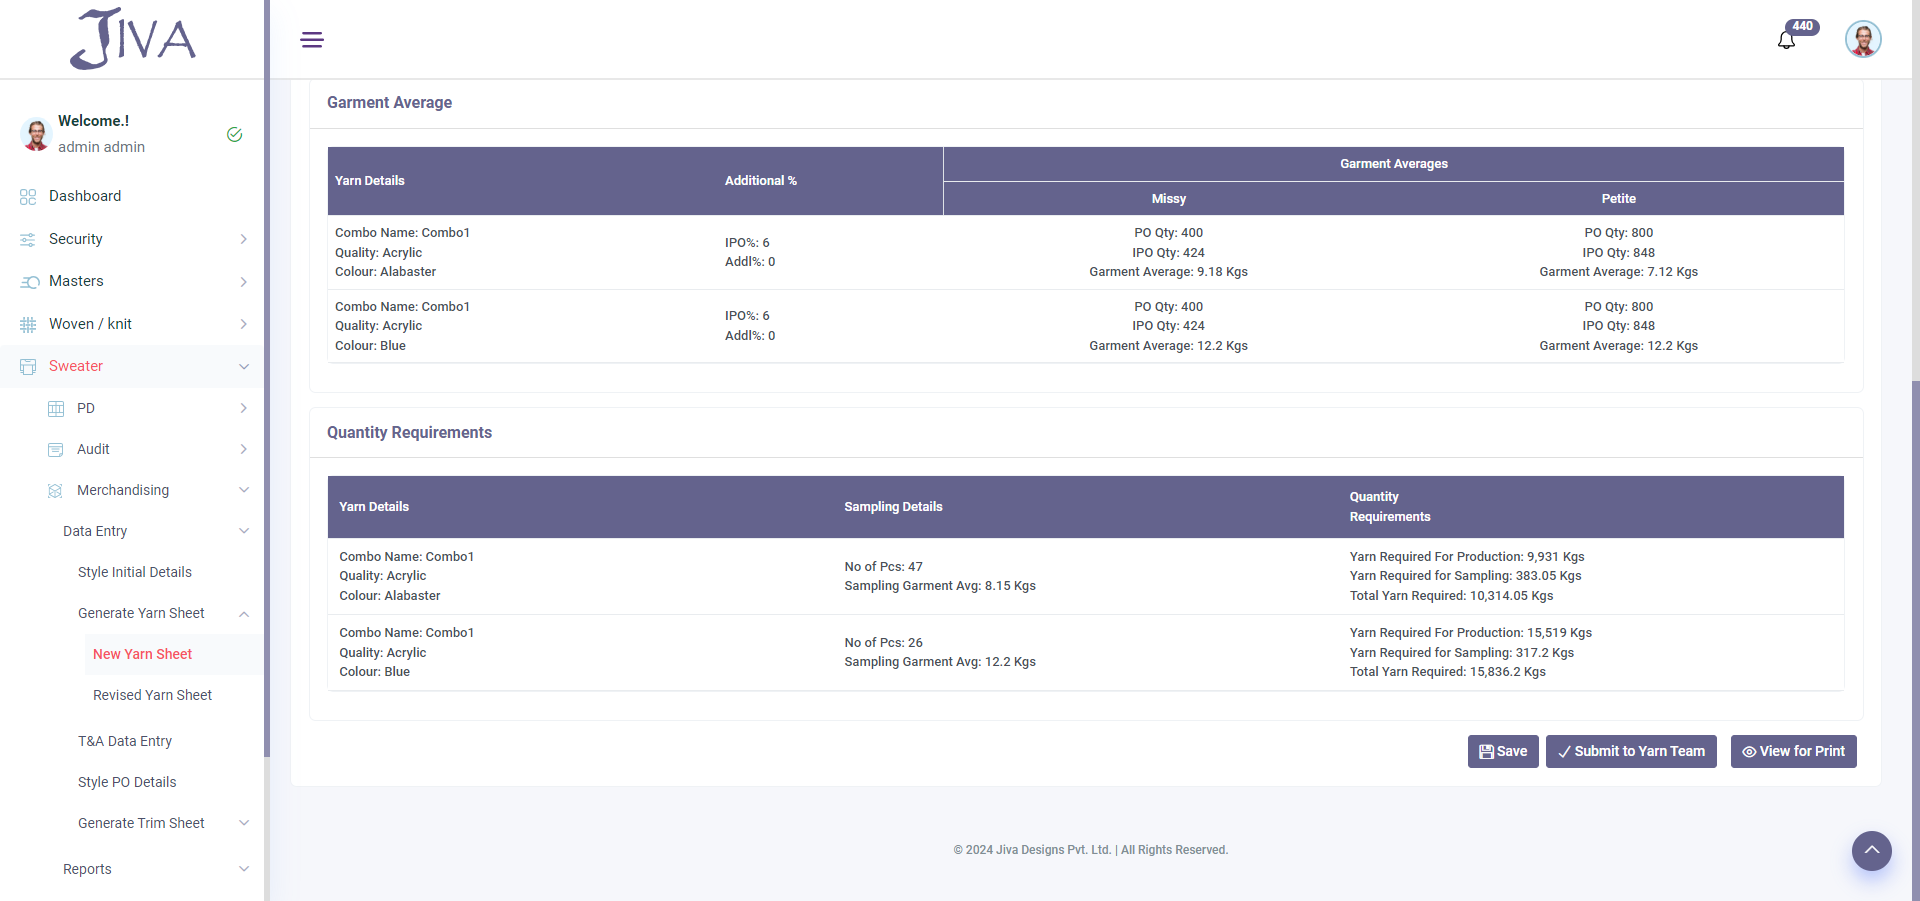 JIVA
440
Welcome.!
admin admin
Dashboard
Security
Masters
Woven / knit
Sweater
PD
Audit
Merchandising
Data Entry
Style Initial Details
Generate Yarn Sheet
New Yarn Sheet
Revised Yarn Sheet
T&A Data Entry
Style PO Details
Generate Trim Sheet
Reports
Garment Average
Yarn Details
Additional %
Garment Averages
Missy
Petite
Combo Name: Combo1
Quality: Acrylic
Colour: Alabaster
IPO%: 6
Addl%: 0
PO Qty: 400
IPO Qty: 424
Garment Average: 9.18 Kgs
PO Qty: 800
IPO Qty: 848
Garment Average: 7.12 Kgs
Combo Name: Combo1
Quality: Acrylic
Colour: Blue
IPO%: 6
Addl%: 0
PO Qty: 400
IPO Qty: 424
Garment Average: 12.2 Kgs
PO Qty: 800
IPO Qty: 848
Garment Average: 12.2 Kgs
Quantity Requirements
Yarn Details
Sampling Details
Quantity
Requirements
Combo Name: Combo1
Quality: Acrylic
Colour: Alabaster
No of Pcs: 47
Sampling Garment Avg: 8.15 Kgs
Yarn Required For Production: 9,931 Kgs
Yarn Required for Sampling: 383.05 Kgs
Total Yarn Required: 10,314.05 Kgs
Combo Name: Combo1
Quality: Acrylic
Colour: Blue
No of Pcs: 26
Sampling Garment Avg: 12.2 Kgs
Yarn Required For Production: 15,519 Kgs
Yarn Required for Sampling: 317.2 Kgs
Total Yarn Required: 15,836.2 Kgs
Save
Submit to Yarn Team
View for Print
© 2024 Jiva Designs Pvt. Ltd. | All Rights Reserved.